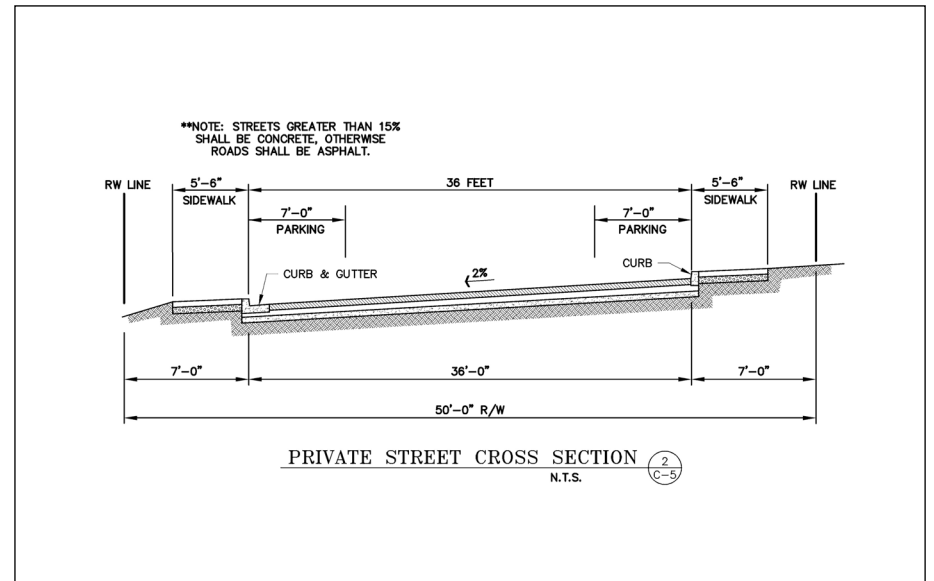 **NOTE: STREETS GREATER THAN 15%
SHALL BE CONCRETE, OTHERWISE
ROADS SHALL BE ASPHALT.
RW LINE
5'-6"
SIDEWALK
36 FEET
5'-6"
SIDEWALK
RW LINE
7'-0"
PARKING
7'-0"
PARKING
CURB & GUTTER
2%
CURB
7'-0"
36'-0"
7'-0"
50'-0" R/W
PRIVATE STREET CROSS SECTION
N.T.S.
2
C-5